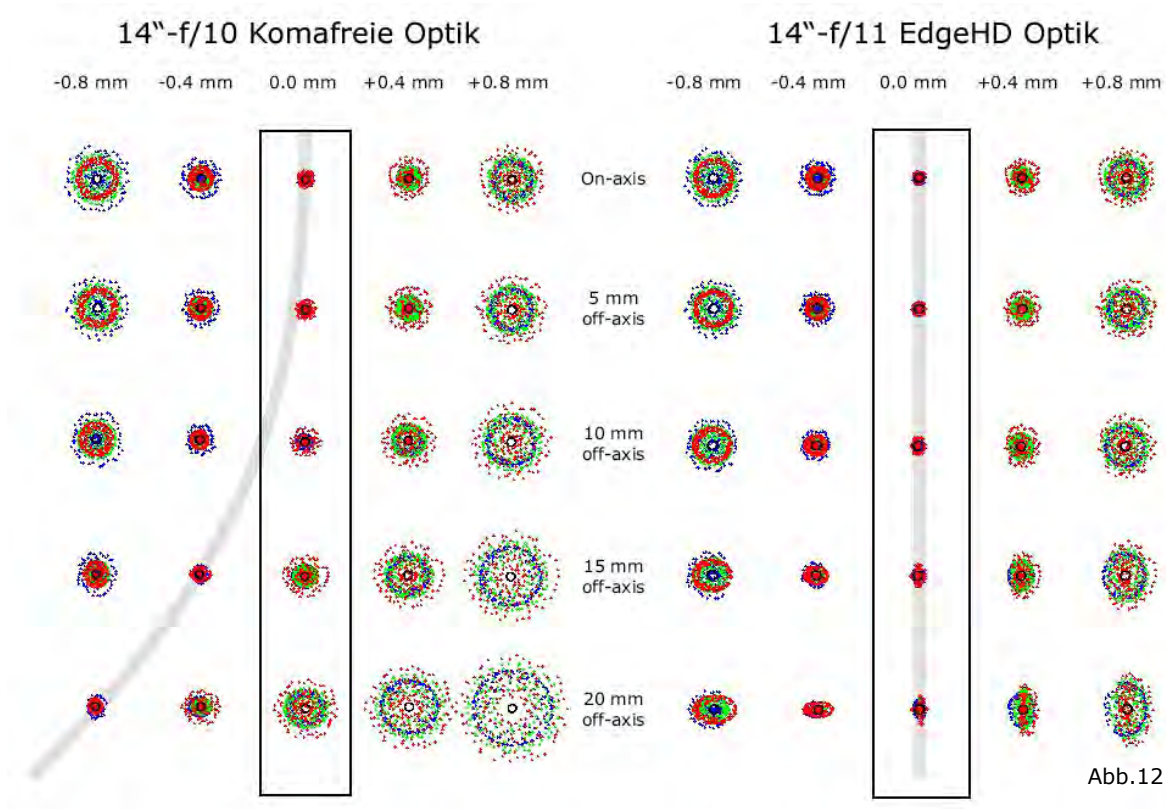 14“-f/10 Komafreie Optik
14“-f/11 EdgeHD Optik
-0.8 mm -0.4 mm 0.0 mm +0.4 mm +0.8 mm
-0.8 mm -0.4 mm 0.0 mm +0.4 mm +0.8 mm
On-axis
5 mm
off-axis
10 mm
off-axis
15 mm
off-axis
20 mm
off-axis
Abb.12